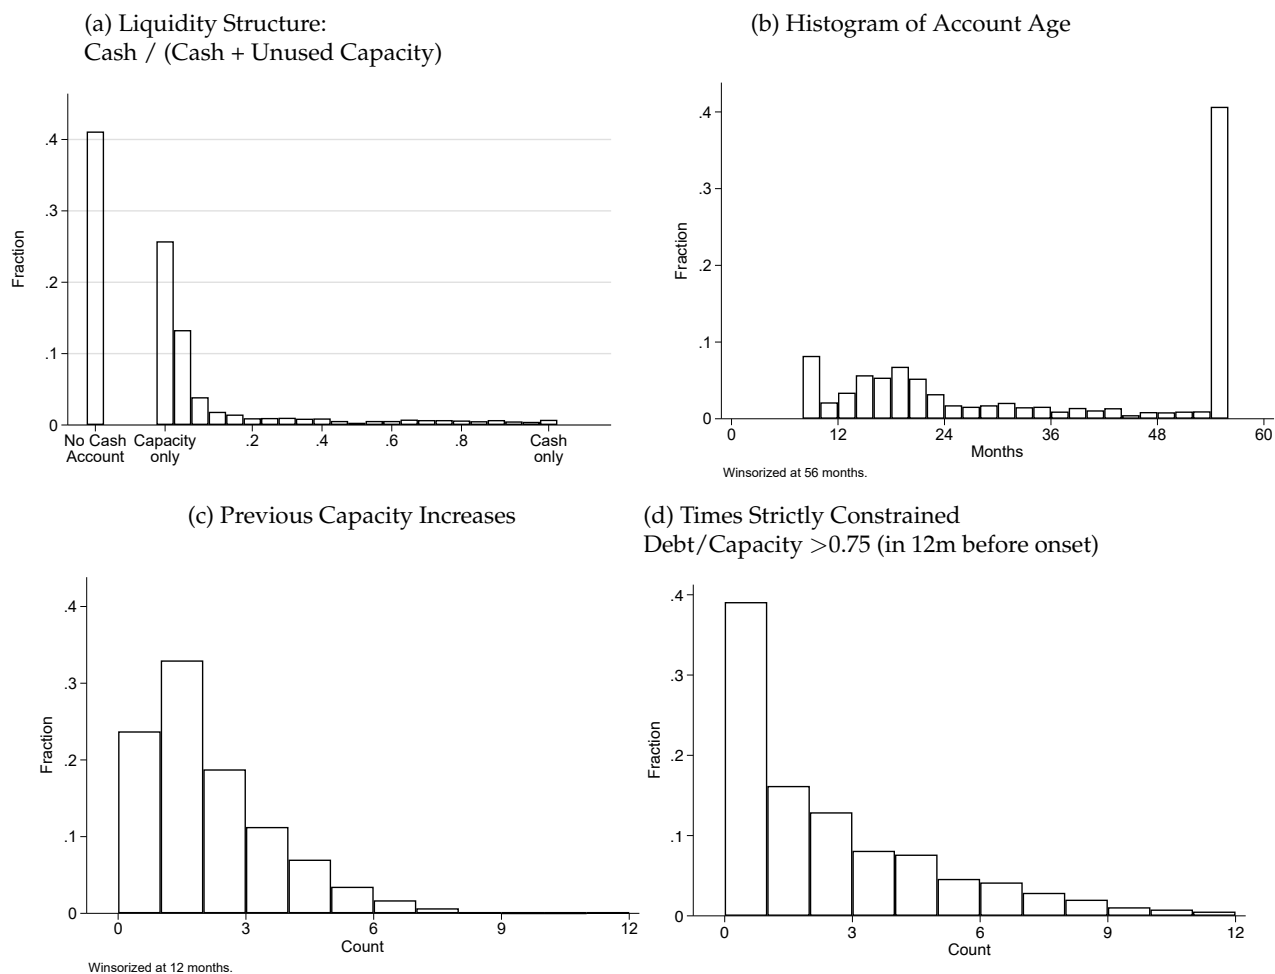 (a) Liquidity Structure:
Cash / (Cash + Unused Capacity)
.4
.3
.2
.1
0
Fraction
No Cash Account
Capacity only
.2
.4
.6
.8
Cash only
(b) Histogram of Account Age
.4
.3
.2
.1
0
Fraction
0
12
24
36
48
60
Months
Winsorized at 56 months.
(c) Previous Capacity Increases
.4
.3
.2
.1
0
Fraction
0
3
6
9
12
Count
Winsorized at 12 months.
(d) Times Strictly Constrained
Debt/Capacity >0.75 (in 12m before onset)
.4
.3
.2
.1
0
Fraction
0
3
6
9
12
Count